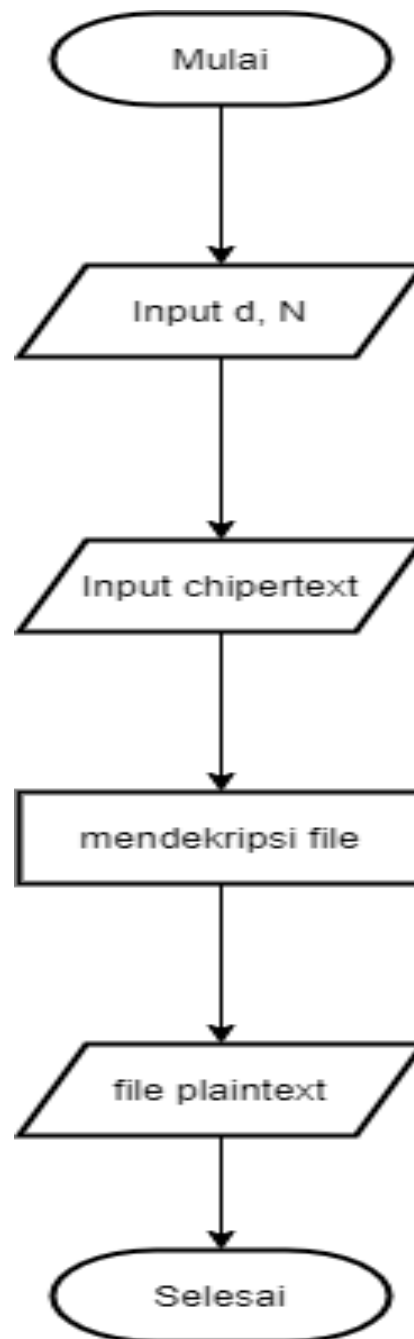 Mulai
Input d, N
Input chipertext
mendekripsi file
file plaintext
Selesai